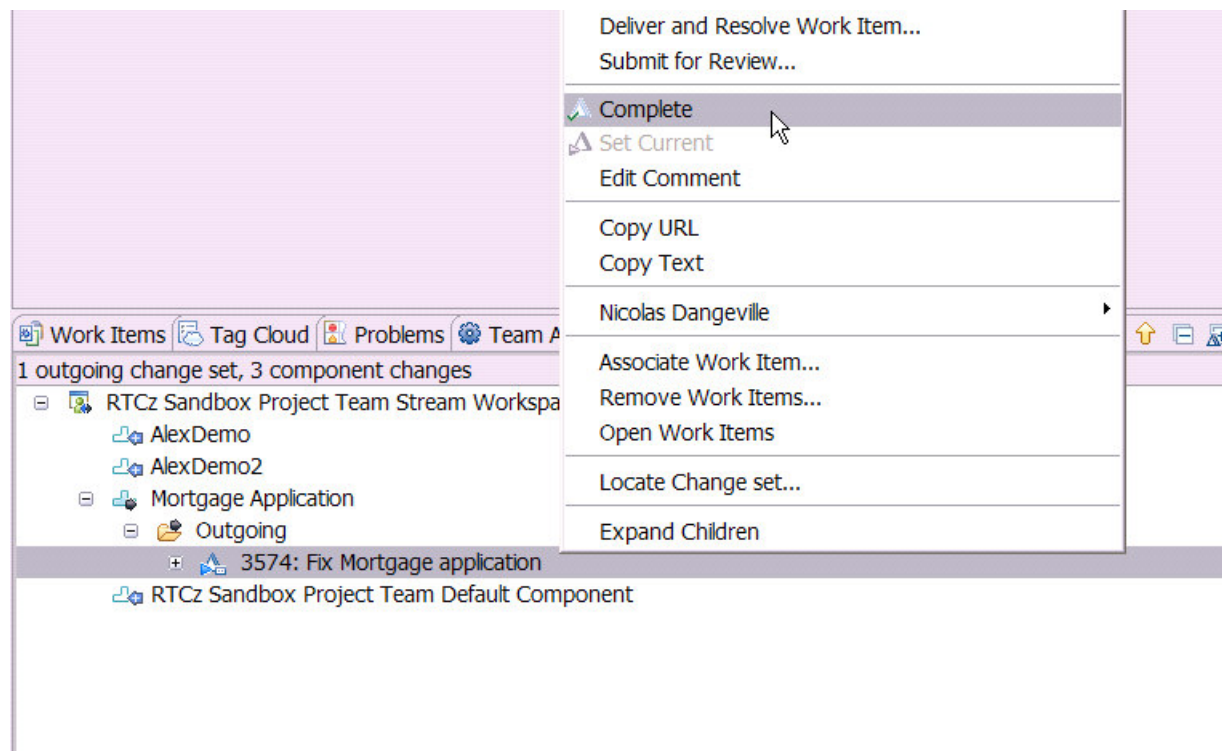 Deliver and Resolve Work Item...
Submit for Review...
Complete
Set Current
Edit Comment
Copy URL
Copy Text
Nicolas Dangeville
Associate Work Item...
Remove Work Items...
Open Work Items
Locate Change set...
Expand Children
Work Items Tag Cloud Problems Team A
1 outgoing change set, 3 component changes
RTCz Sandbox Project Team Stream Workspa
AlexDemo
AlexDemo2
Mortgage Application
Outgoing
3574: Fix Mortgage application
RTCz Sandbox Project Team Default Component